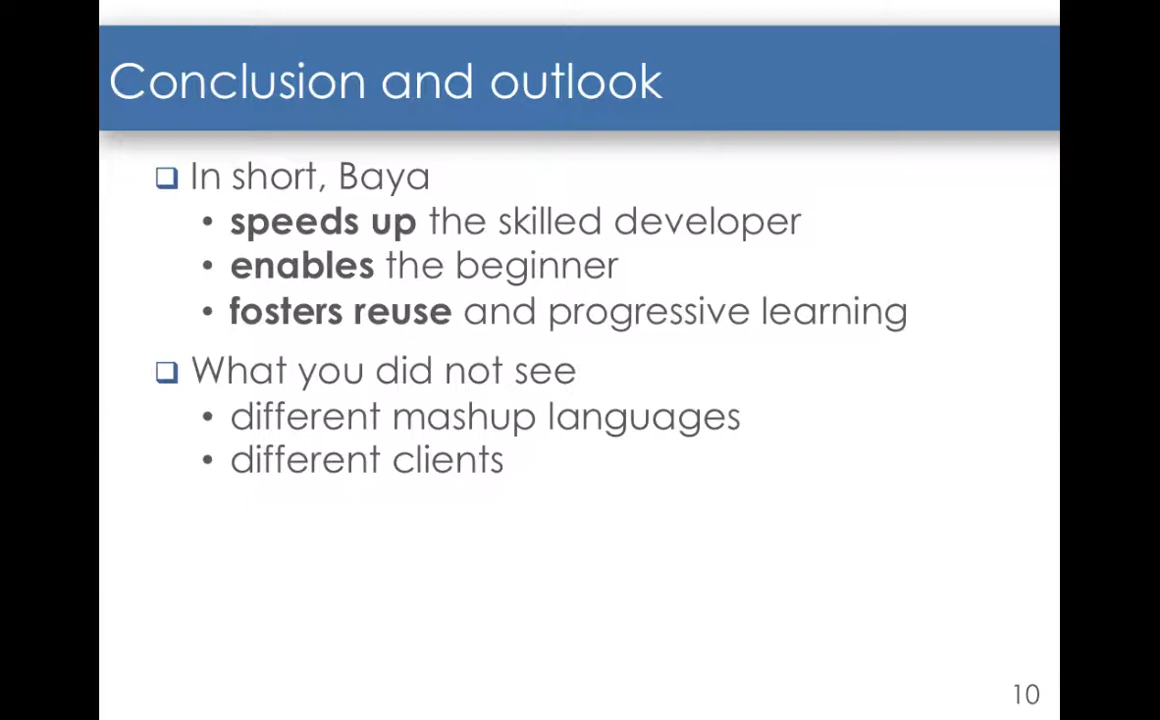 Conclusion and outlook
In short, Baya
• speeds up the skilled developer
• enables the beginner
• fosters reuse and progressive learning
What you did not see
• different mashup languages
• different clients
10